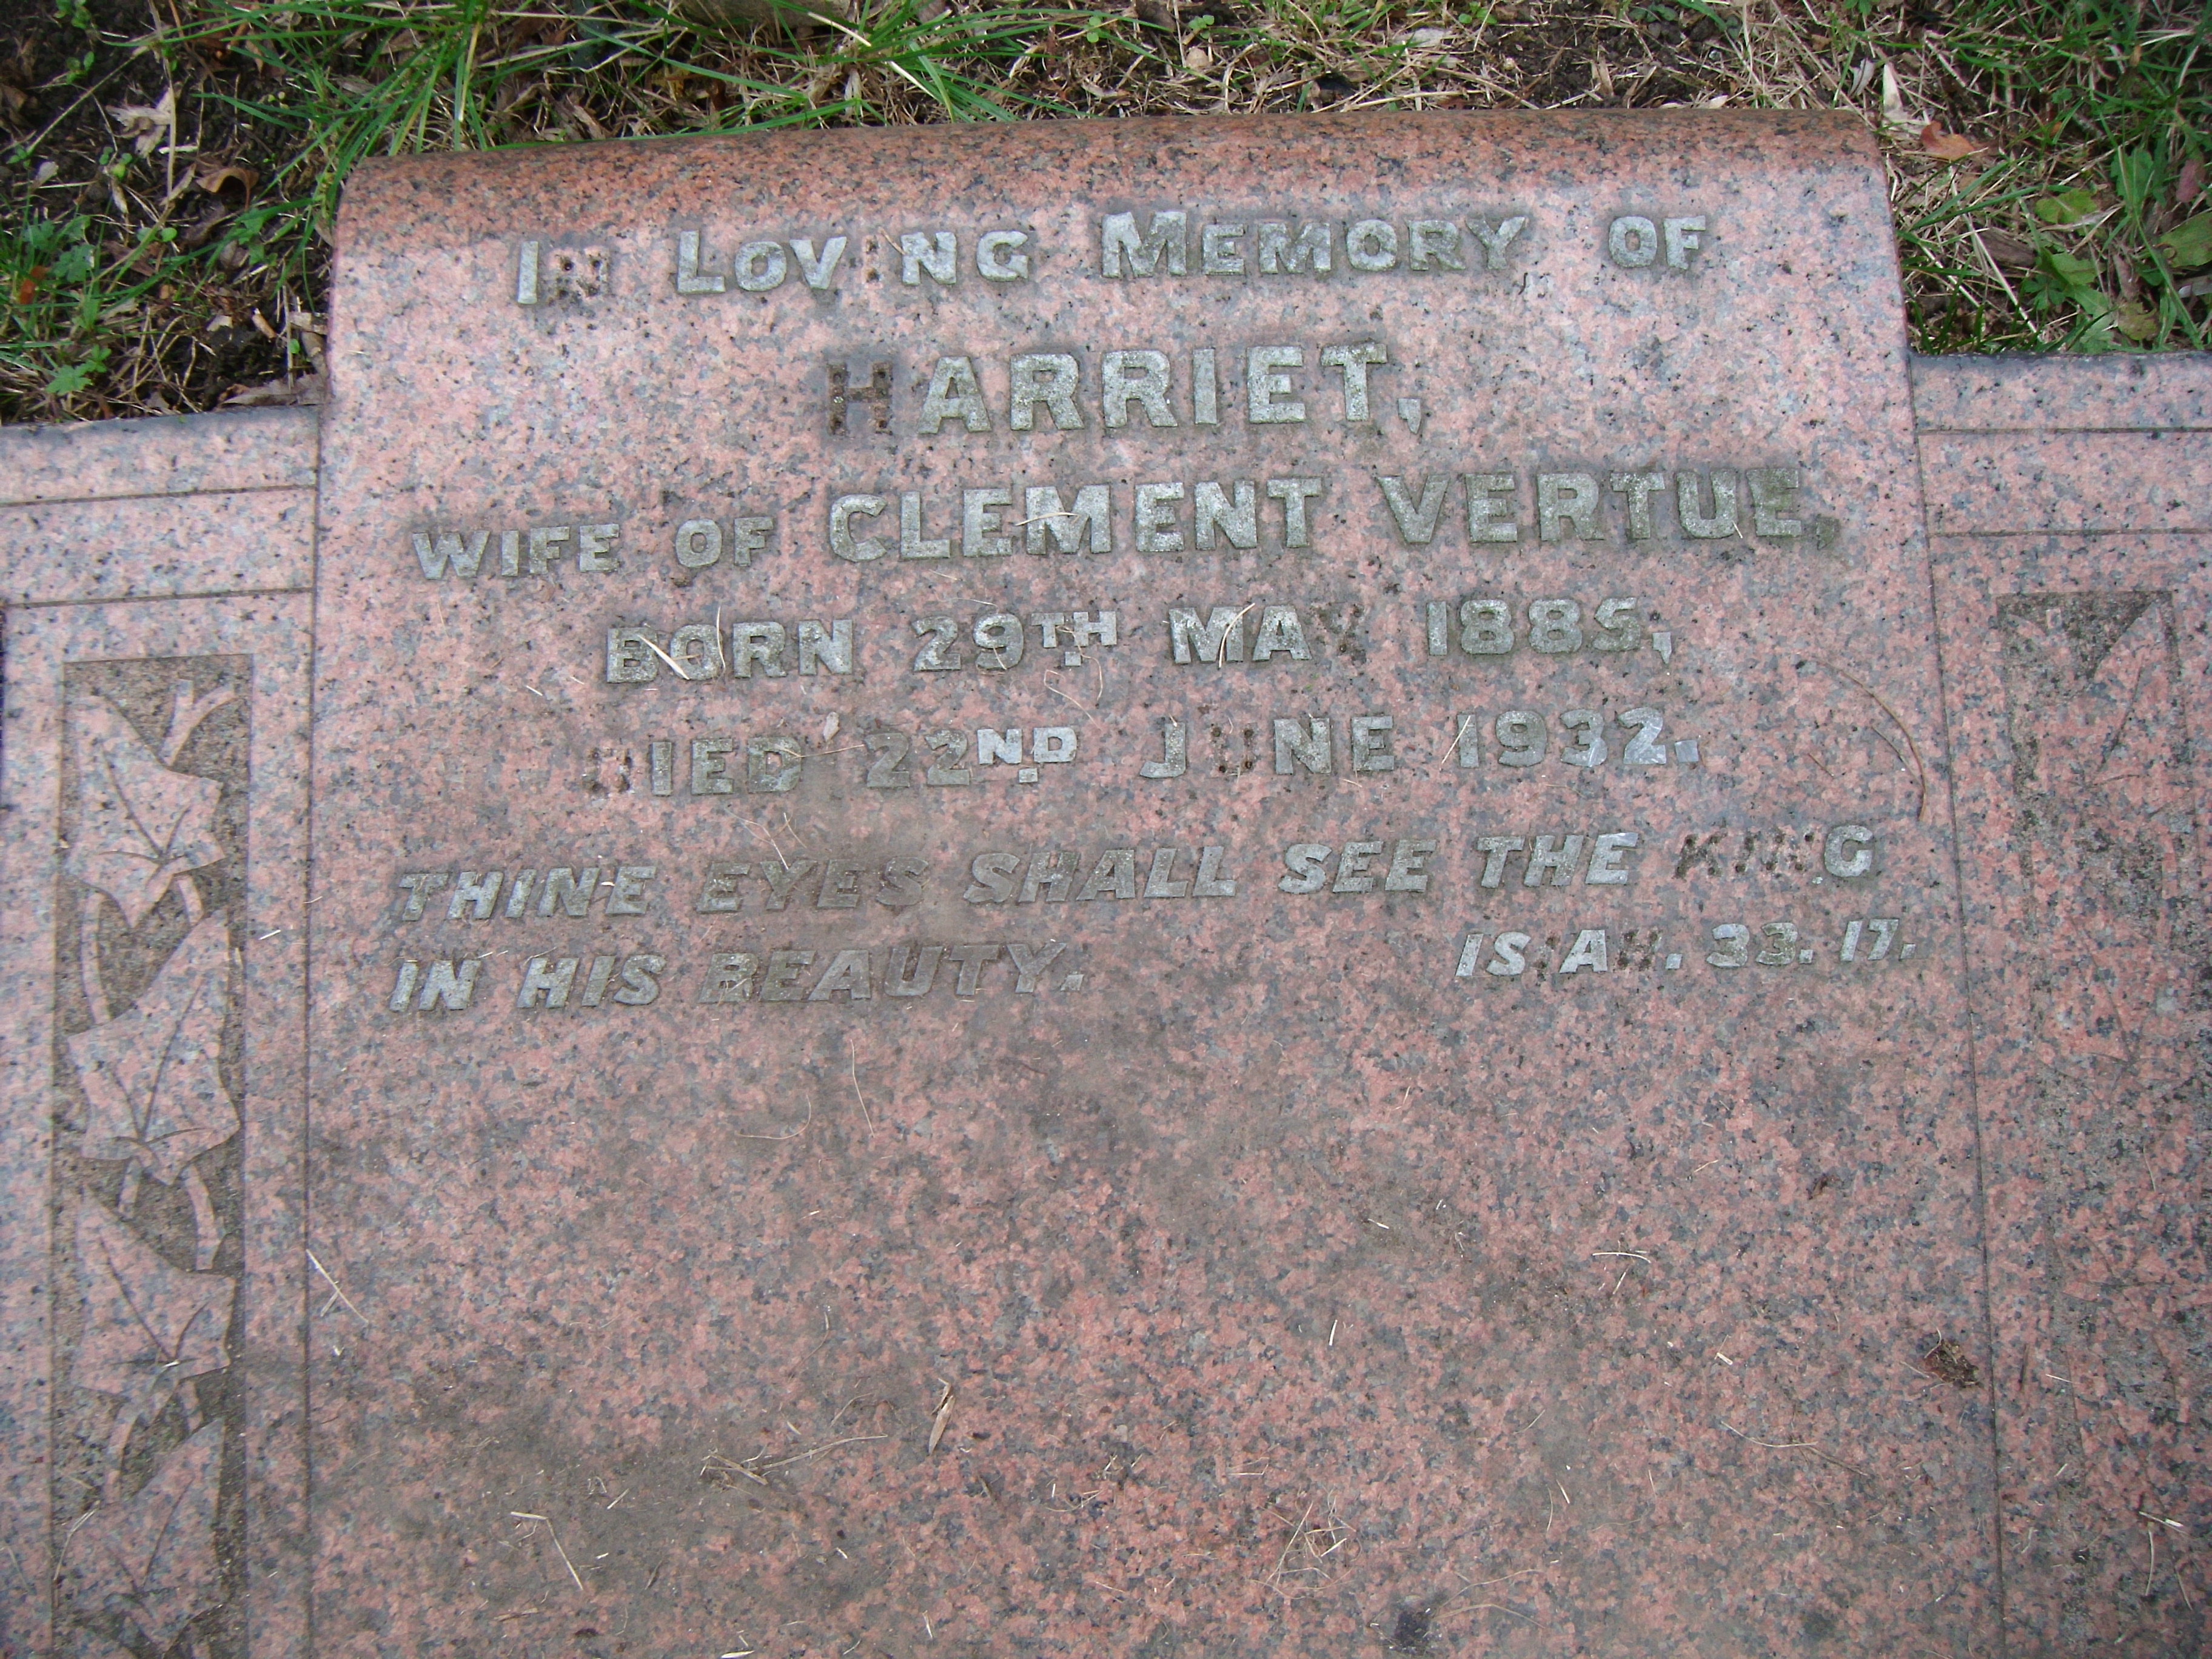 IN LOVING MEMORY OF
HARRIET,
WIFE OF CLEMENT VERTUE,
BORN 29TH MAY 1885,
DIED 22ND JUNE 1932.
THINE EYES SHALL SEE THE KING
IN HIS BEAUTY. ISAIAH. 33. 17.